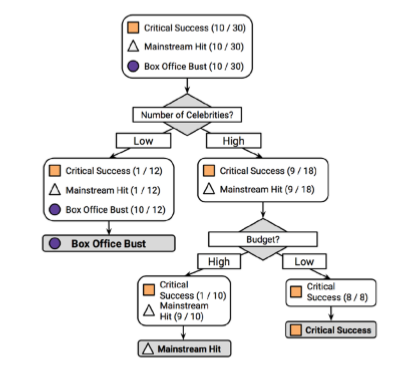 Critical Success (10 / 30)
Mainstream Hit (10 / 30)
Box Office Bust (10 / 30)
Number of Celebrities?
Low
High
Critical Success (1 / 12)
Mainstream Hit (1 / 12)
Box Office Bust (10 / 12)
Critical Success (9 / 18)
Mainstream Hit (9 / 18)
Box Office Bust
Budget?
High
Low
Critical
Success (1 / 10)
Mainstream
Hit (9 / 10)
Critical
Success (8 / 8)
Mainstream Hit
Critical Success